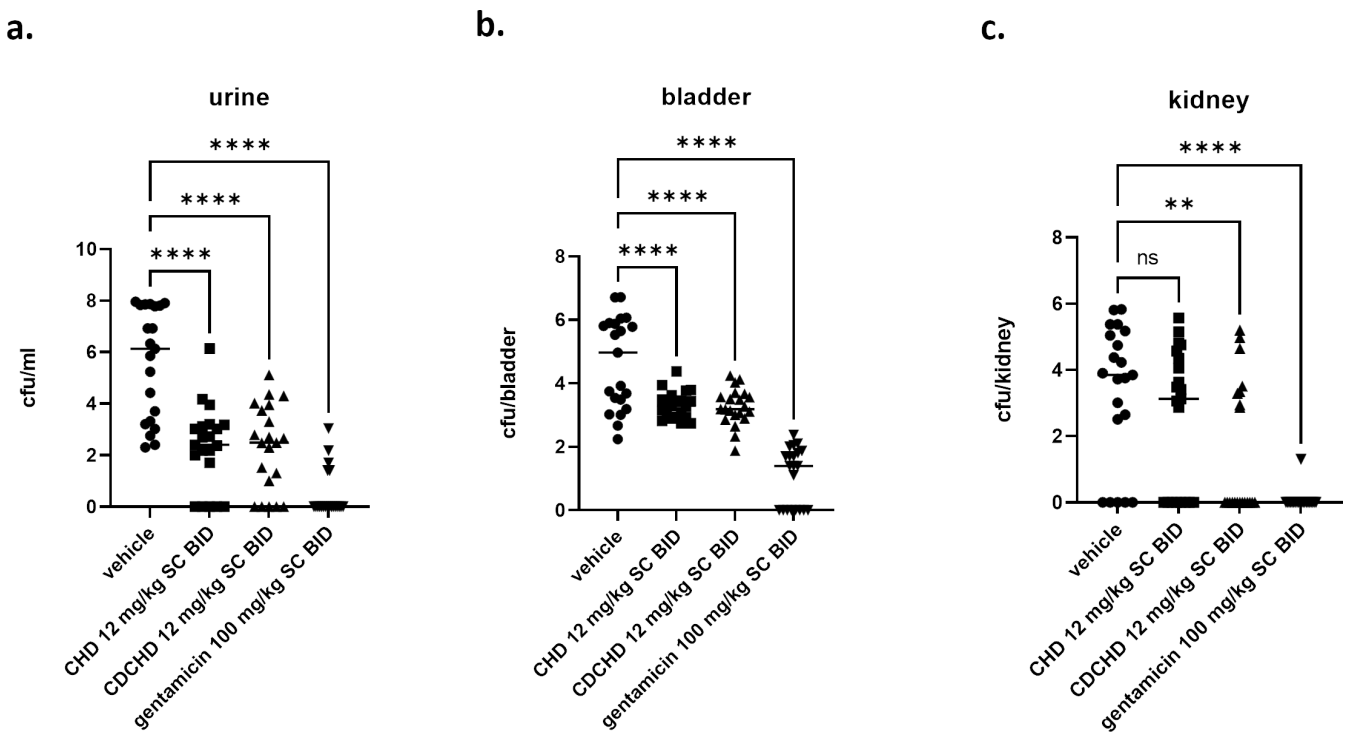 a.
urine
****
****
****
cfu/ml
10
8
6
4
2
0
vehicle
CHD 12 mg/kg SC BID
CDCHD 12 mg/kg SC BID
gentamicin 100 mg/kg SC BID
b.
bladder
****
****
****
cfu/bladder
8
6
4
2
0
vehicle
CHD 12 mg/kg SC BID
CDCHD 12 mg/kg SC BID
gentamicin 100 mg/kg SC BID
c.
kidney
****
**
ns
cfu/kidney
8
6
4
2
0
vehicle
CHD 12 mg/kg SC BID
CDCHD 12 mg/kg SC BID
gentamicin 100 mg/kg SC BID